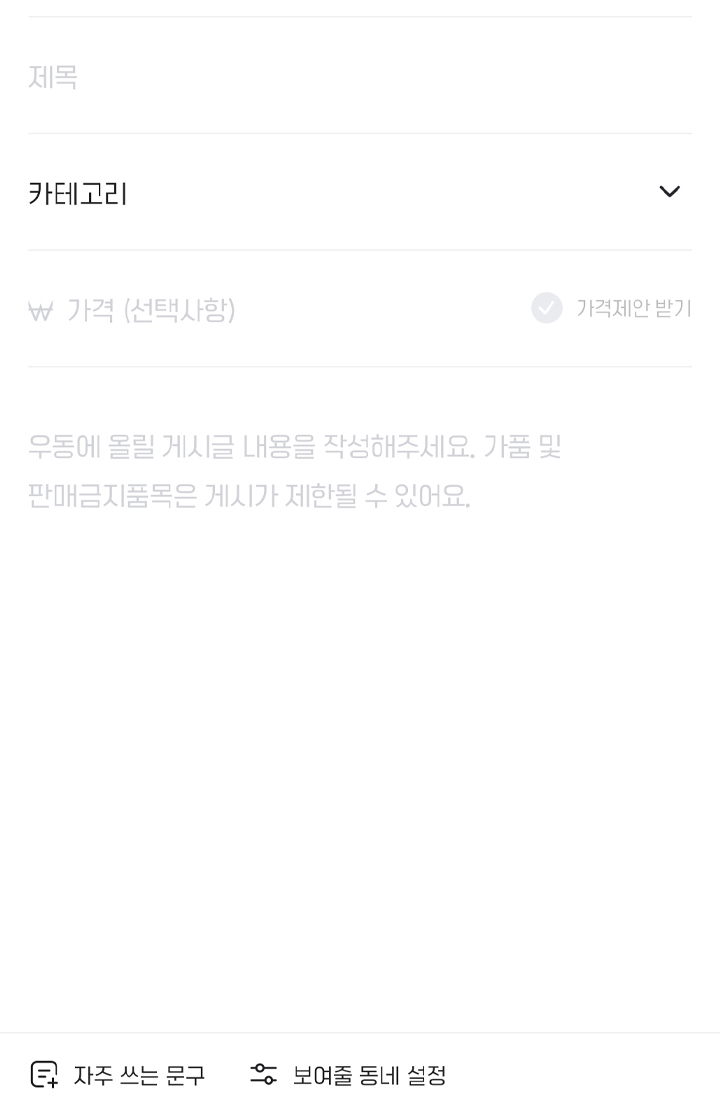 제목
카테고리
₩ 가격 (선택사항) 가격제안 받기
우동에 올릴 게시글 내용을 작성해주세요. 가품 및
판매금지품목은 게시가 제한될 수 있어요.
자주 쓰는 문구 보여줄 동네 설정